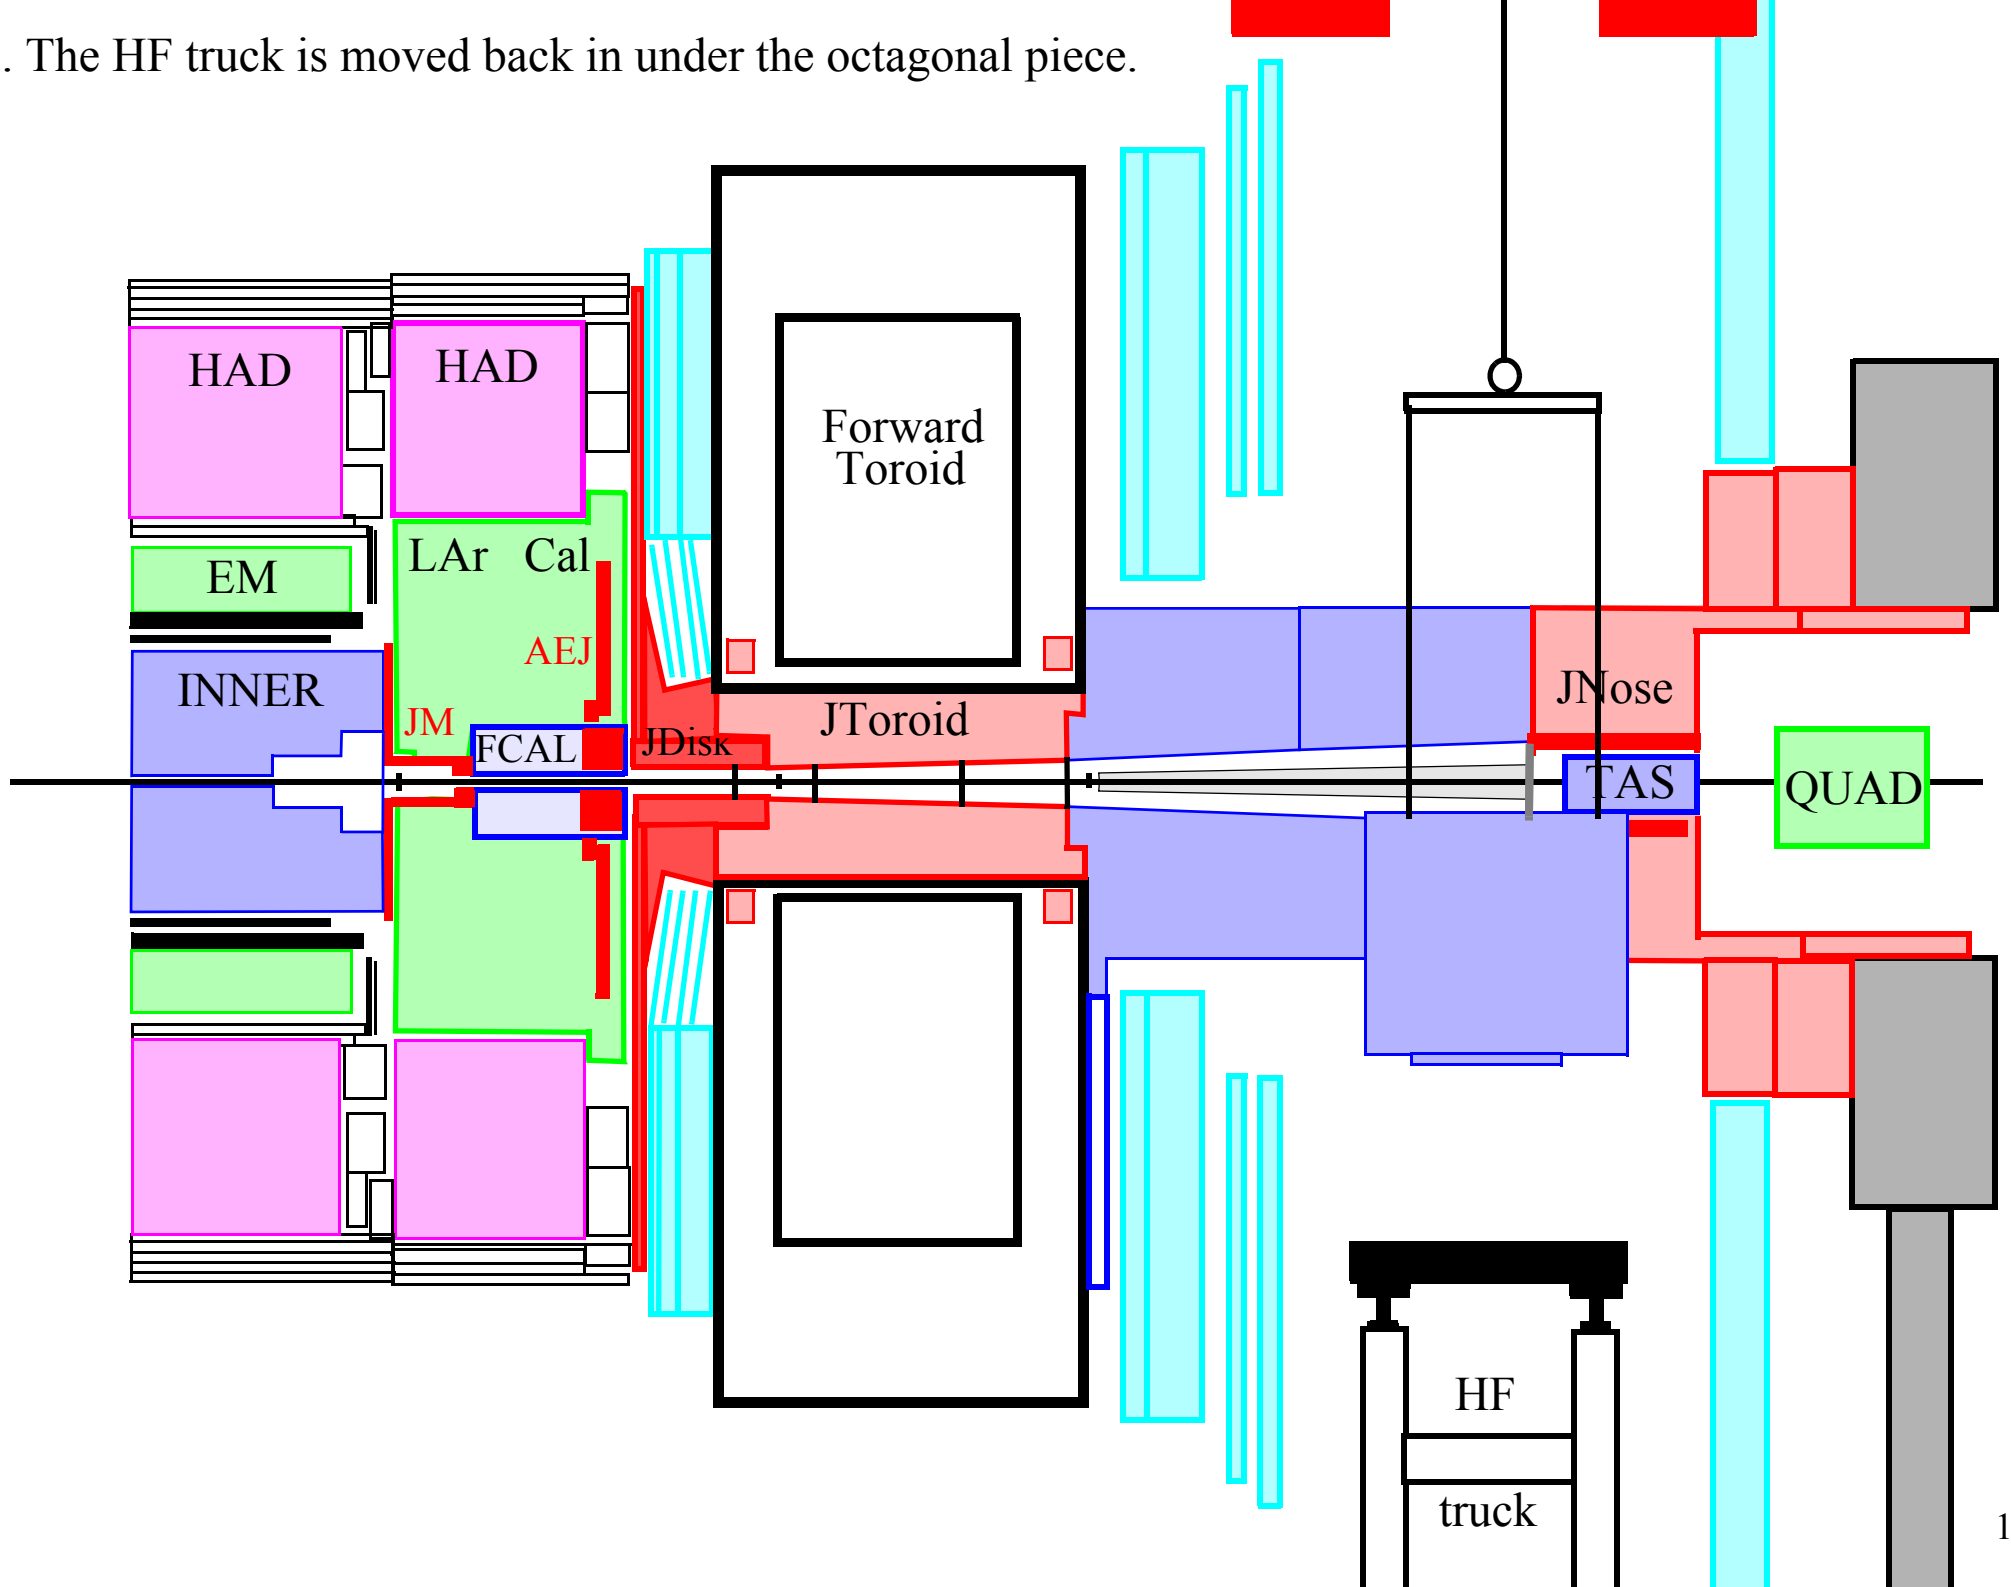 . The HF truck is moved back in under the octagonal piece.
HAD
HAD
Forward
Toroid
LAr Cal
EM
AEJ
INNER
JM
FCAL
JDisk
JToroid
JNose
TAS
QUAD
HF
truck
1